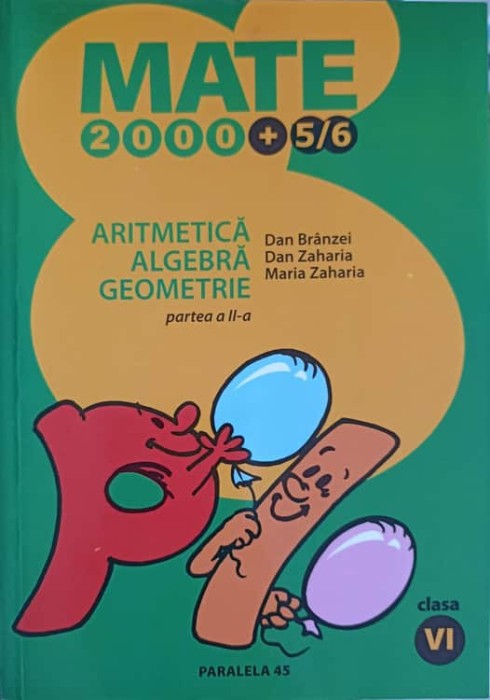 MATE
2000+5/6
ARITMETICĂ
ALGEBRĂ
GEOMETRIE
partea a II-a
Dan Brânzei
Dan Zaharia
Maria Zaharia
clasa
VI
PARALELA 45